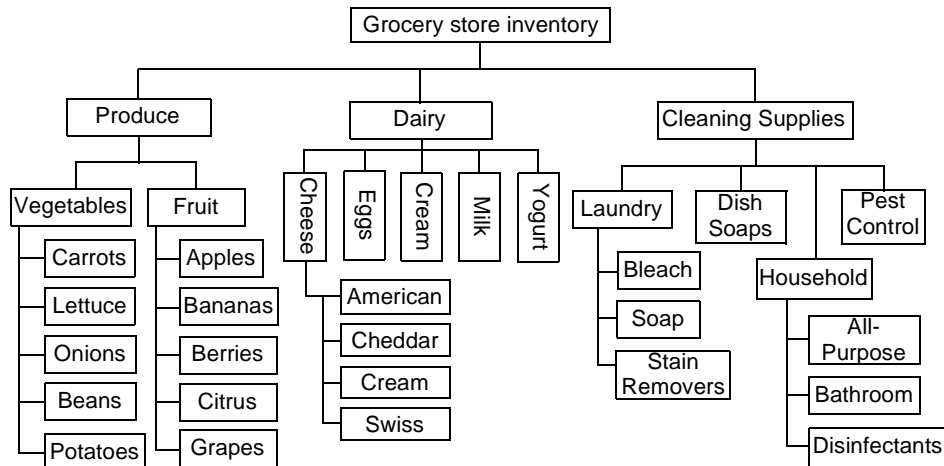 Grocery store inventory
Produce
Dairy
Cleaning Supplies
Vegetables
Fruit
Cheese
Eggs
Cream
Milk
Yogurt
Laundry
Dish
Soaps
Pest
Control
Household
Carrots
Lettuce
Onions
Beans
Potatoes
Apples
Bananas
Berries
Citrus
Grapes
American
Cheddar
Cream
Swiss
Bleach
Soap
Stain
Removers
All-
Purpose
Bathroom
Disinfectants